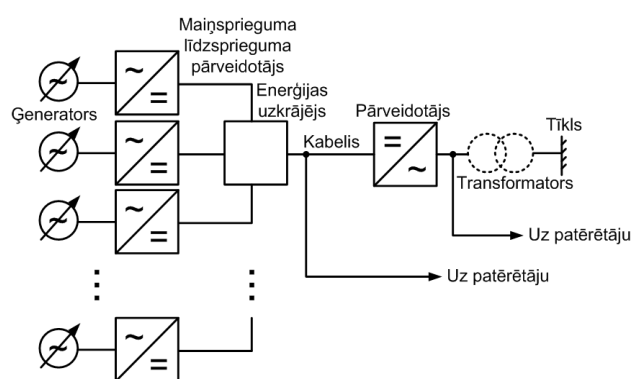 Maiņsprieguma
līdzsprieguma
pārveidotājs
Ģenerators
Enerģijas
uzkrājējs
Kabelis
Pārveidotājs
Tīkls
Transformators
Uz patērētāju
Uz patērētāju